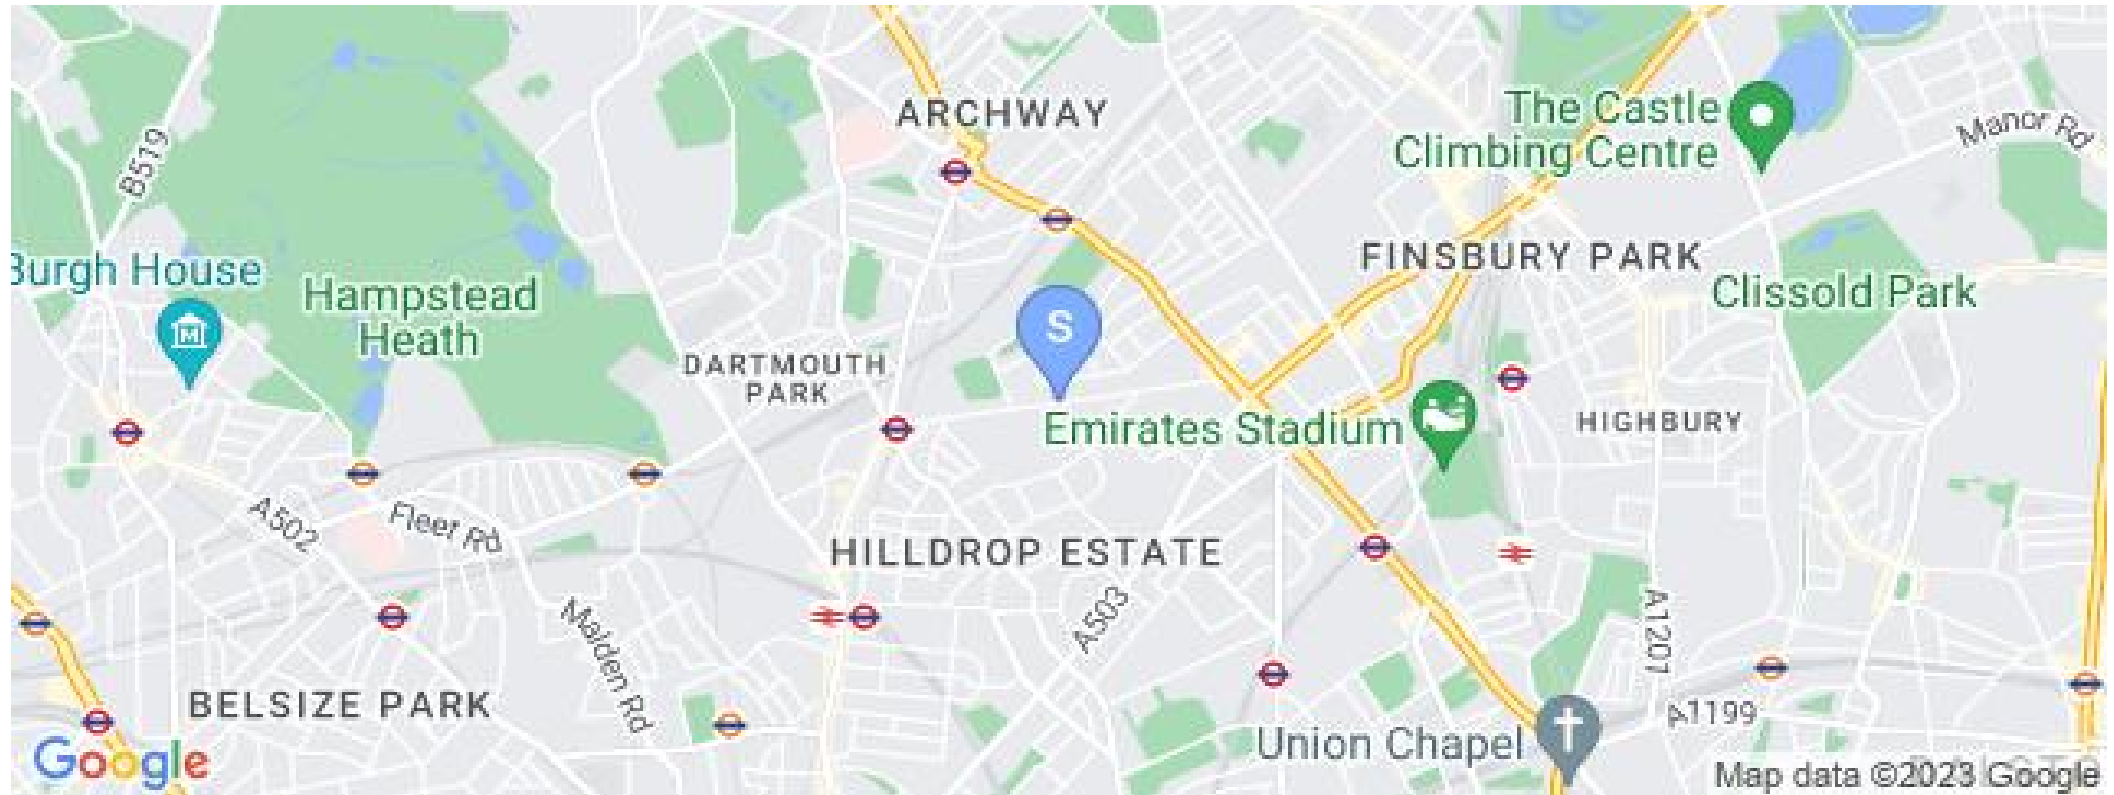 ARCHWAY
The Castle
Climbing Centre
Manor Rd
B519
Burgh House
Hampstead
Heath
FINSBURY PARK
Clissold Park
S
DARTMOUTH
PARK
Emirates Stadium
HIGHBURY
A502
Fleet Rd
HILLDROP ESTATE
A503
Malden Rd
A1201
BELSIZE PARK
A1199
Union Chapel
Google
Map data ©2023 Google